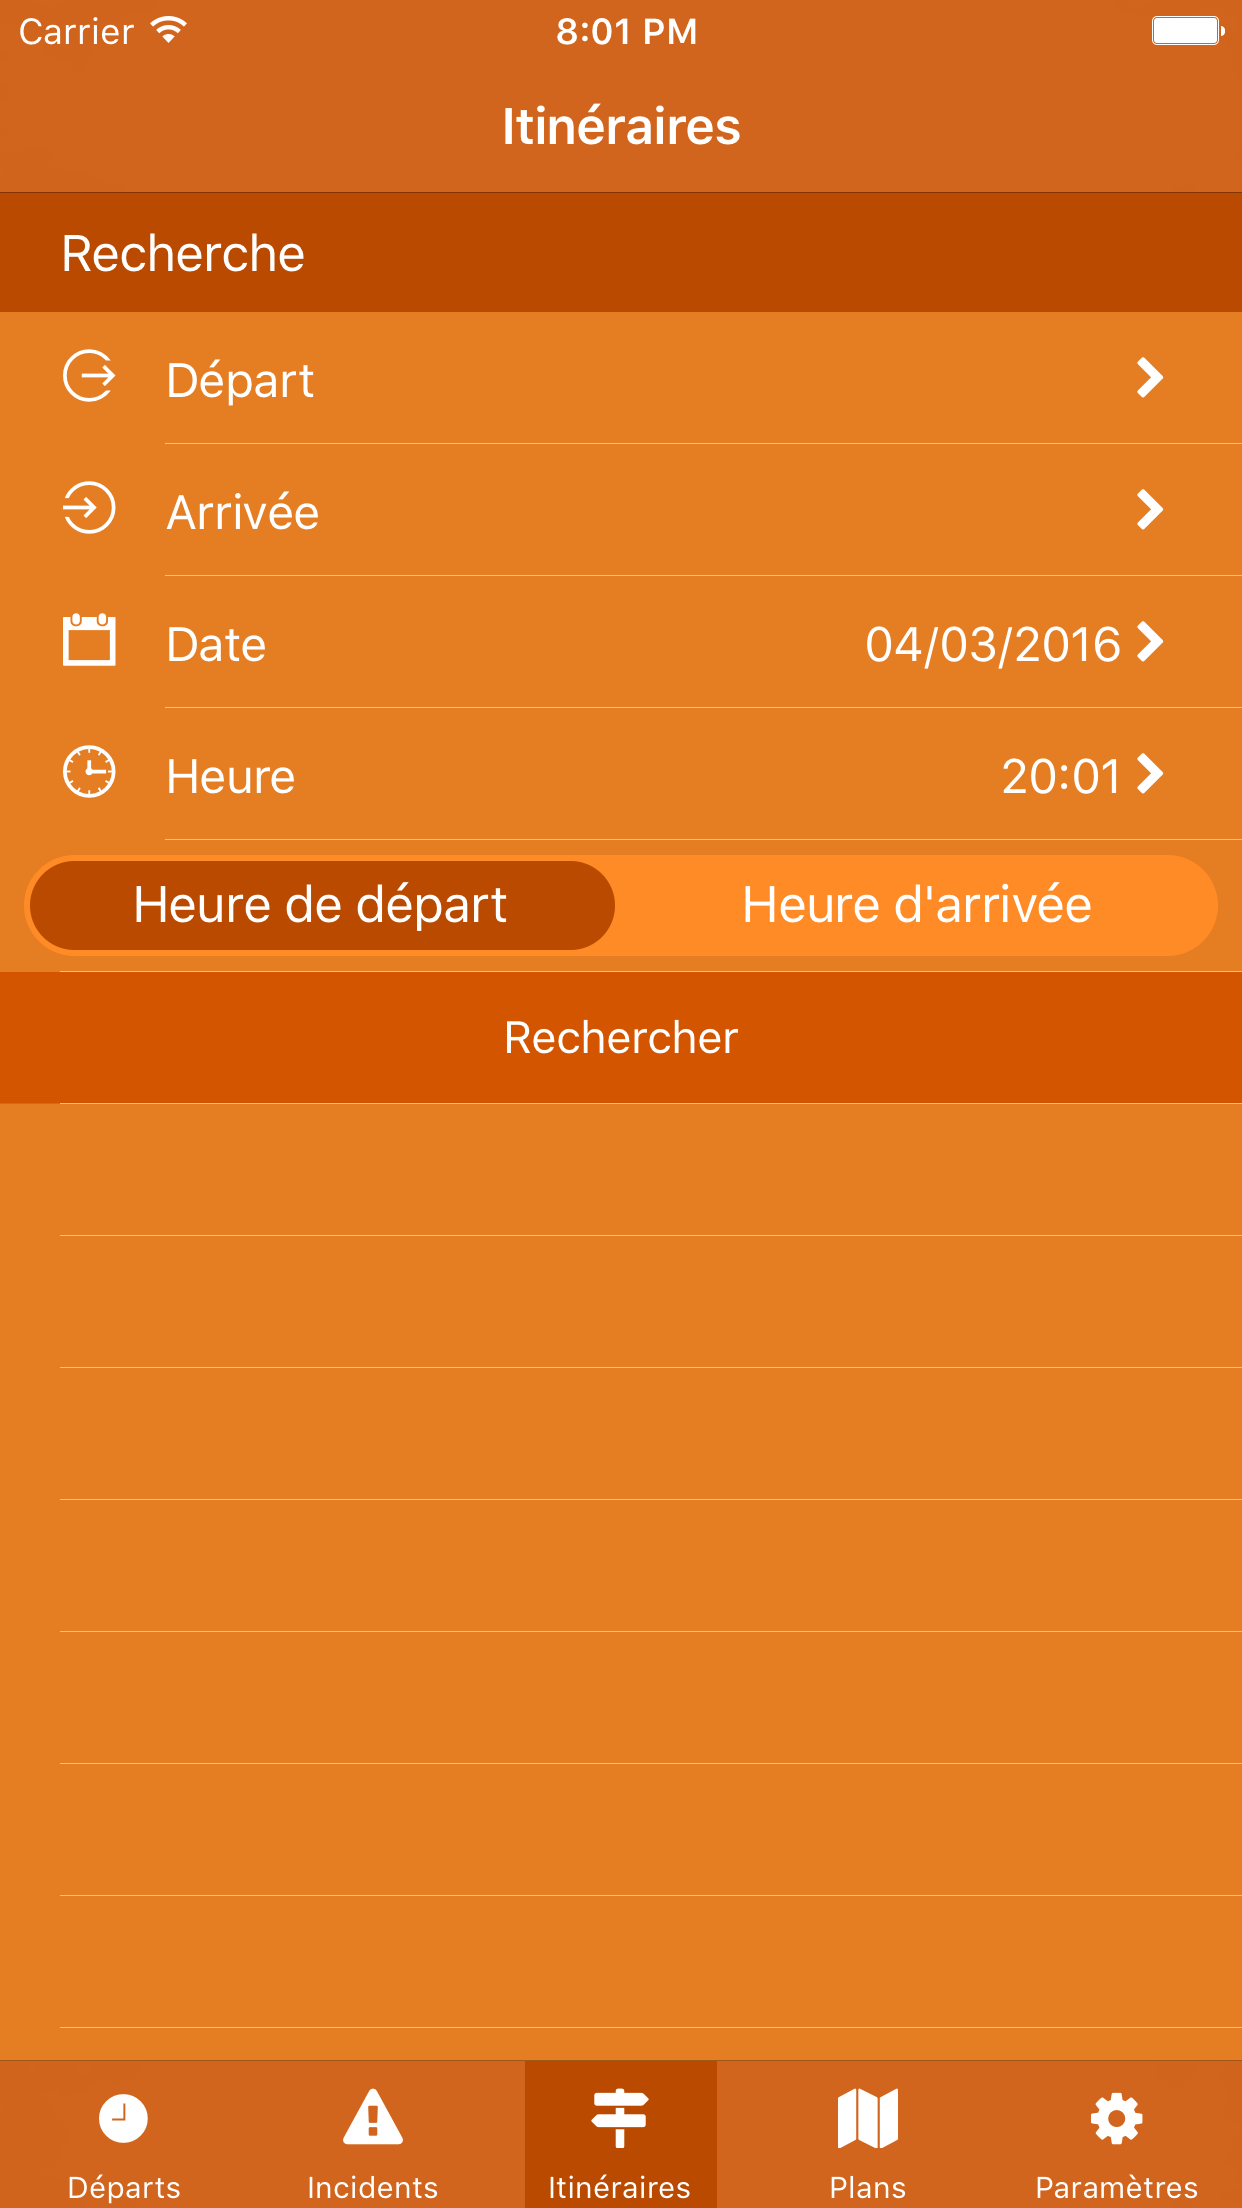 Carrier 8:01 PM
Itinéraires
Recherche
Départ
Arrivée
Date 04/03/2016
Heure 20:01
Heure de départ Heure d'arrivée
Rechercher
Départs Incidents Itinéraires Plans Paramètres